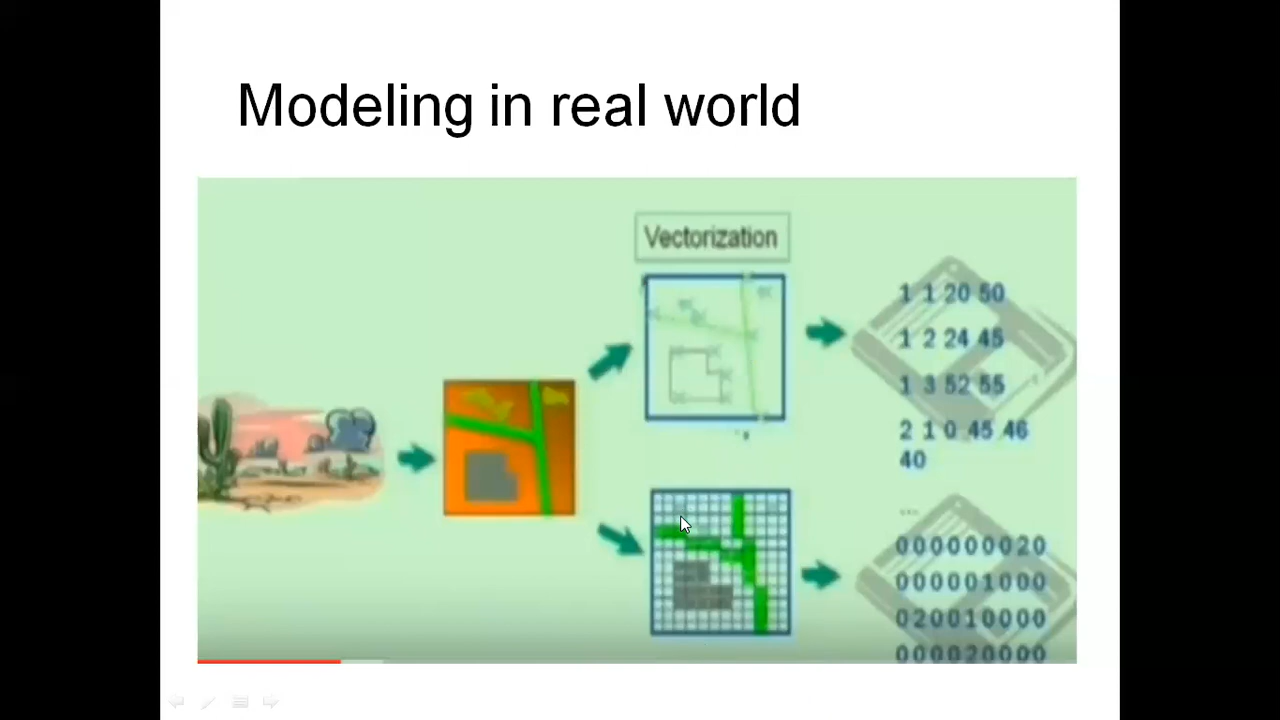 Modeling in real world
Vectorization
1 1 20 50
1 2 24 45
1 3 52 55
2 1 0 45 46
40
...
000000020
000001000
020010000
000020000